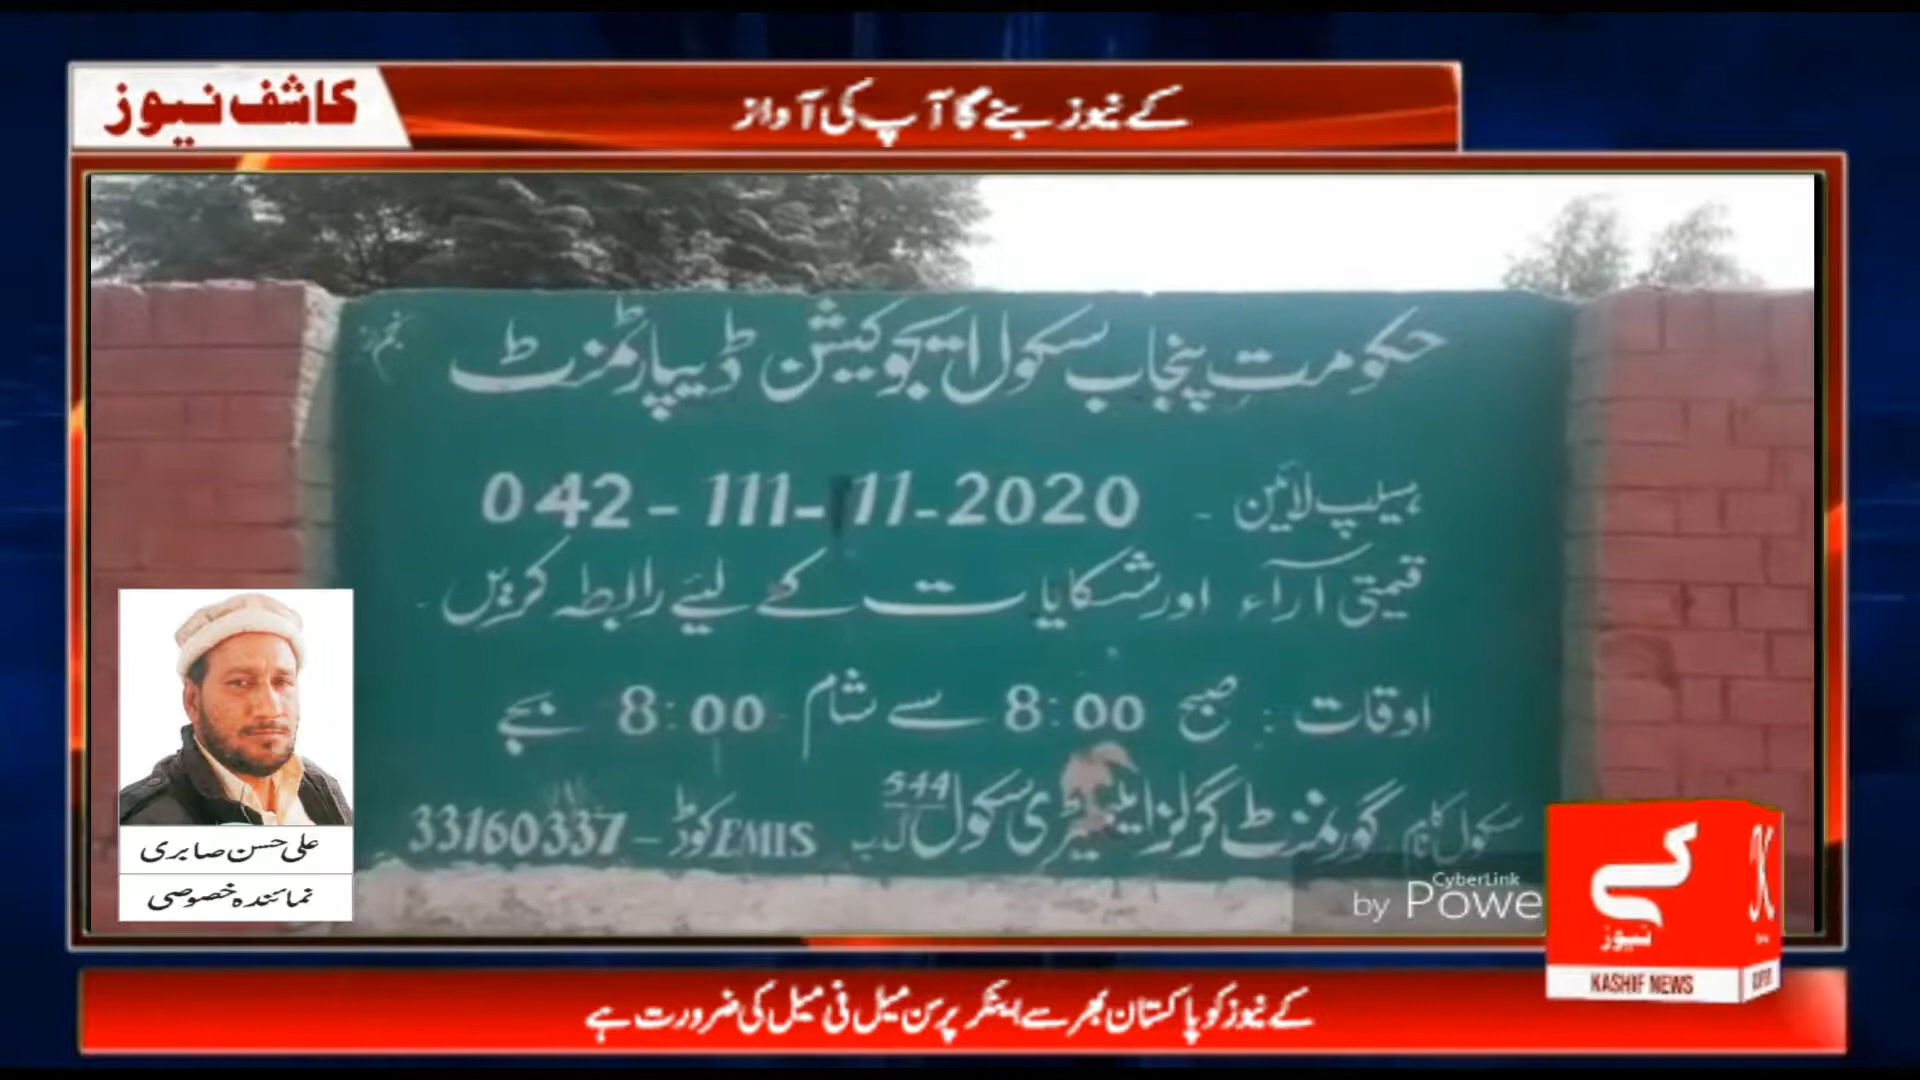 کاشف نیوز
کے نیوز بنے گا آپ کی آواز
حکومت پنجاب سکول ایجوکیشن ڈیپارٹمنٹ
ہیلپ لائین - 042-111-11-2020
قیمتی آراء اور شکایات کے لیئے رابطہ کریں -
اوقات : صبح 8:00 سے شام 8:00 بجے
سکول کا نام گورنمنٹ گرلز ایلیمنٹری سکول 544 گ ب EMIS کوڈ - 33160337
علی حسن صابری
نمائندہ خصوصی
CyberLink
by Powe
کے
نیوز
KASHIF NEWS
K
کے نیوز کو پاکستان بھر سے اینکر پرسن میل فی میل کی ضرورت ہے